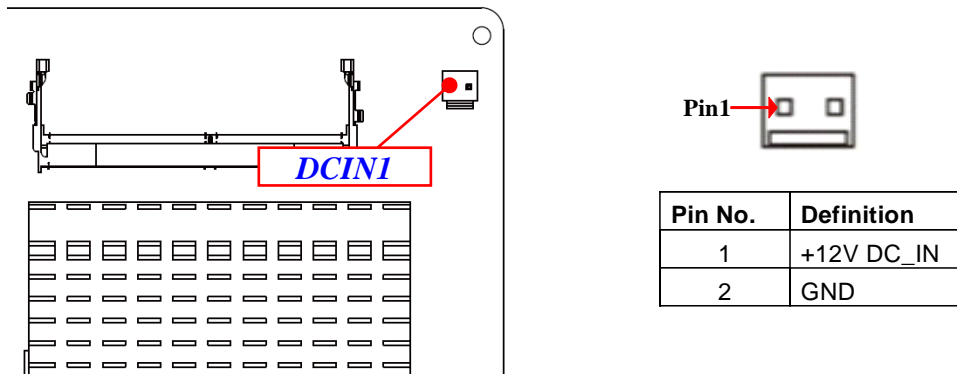 DCIN1
Pin1
Pin No. Definition
1 +12V DC_IN
2 GND